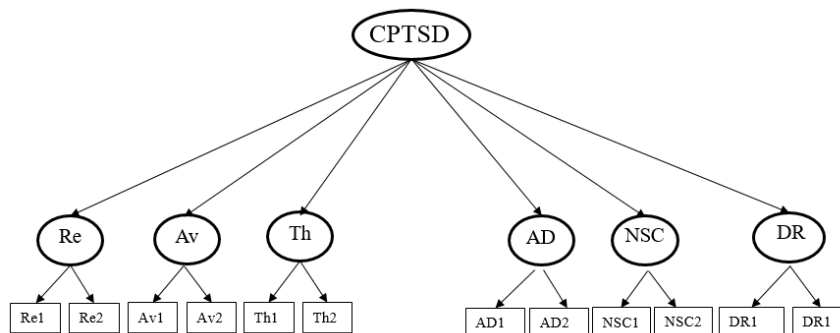 CPTSD
Re Av Th AD NSC DR
Re1 Re2 Av1 Av2 Th1 Th2 AD1 AD2 NSC1 NSC2 DR1 DR1